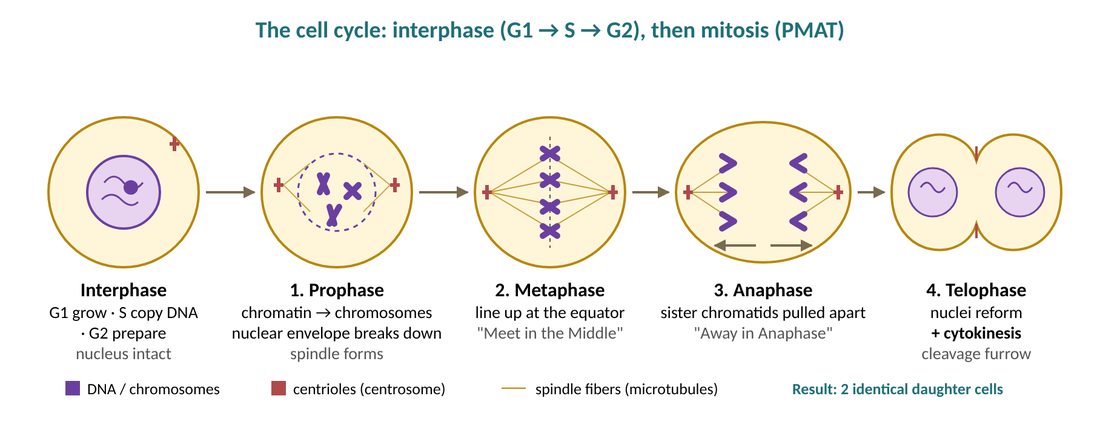 The cell cycle: interphase (G1 → S → G2), then mitosis (PMAT)
Interphase
G1 grow · S copy DNA
· G2 prepare
nucleus intact
1. Prophase
chromatin → chromosomes
nuclear envelope breaks down
spindle forms
2. Metaphase
line up at the equator
"Meet in the Middle"
3. Anaphase
sister chromatids pulled apart
"Away in Anaphase"
4. Telophase
nuclei reform
+ cytokinesis
cleavage furrow
DNA / chromosomes
centrioles (centrosome)
spindle fibers (microtubules)
Result: 2 identical daughter cells